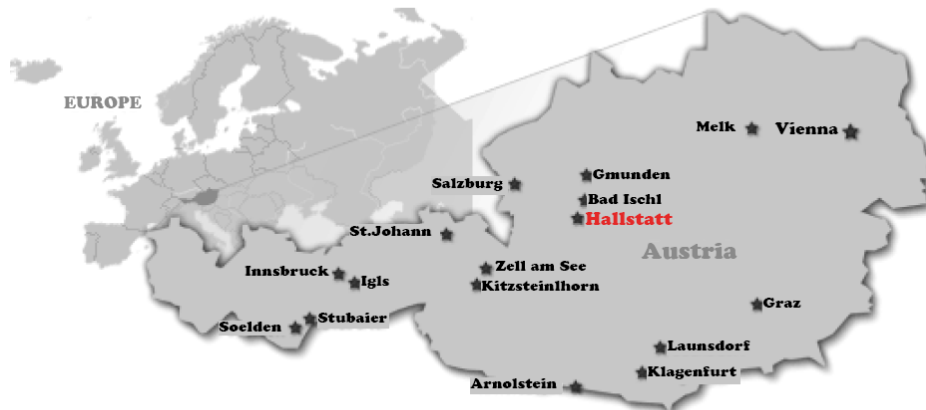 EUROPE
Melk
Vienna
Gmunden
Salzburg
Bad Ischl
Hallstatt
St.Johann
Austria
Zell am See
Innsbruck
Igls
Kitzsteinlhorn
Graz
Stubaier
Soelden
Launsdorf
Klagenfurt
Arnolstein